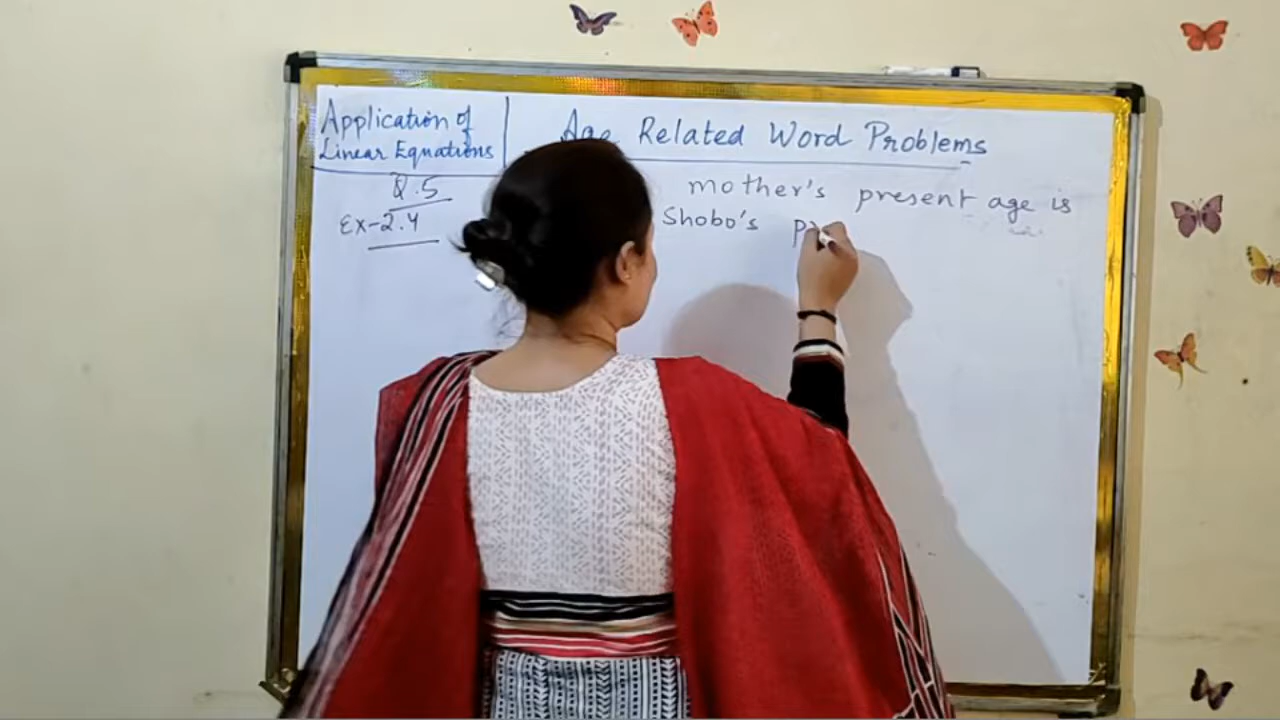 Application of
Linear Equations
Age Related Word Problems
Q.5
Ex-2.4
mother's present age is
Shobo's